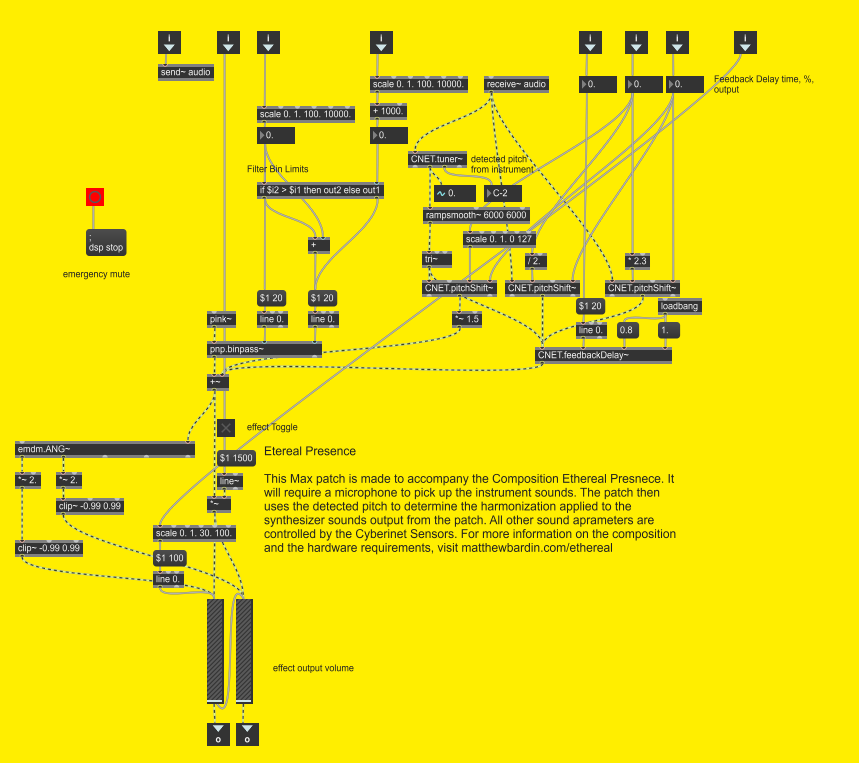 i
i
i
i
i
i
i
i
send~ audio
scale 0. 1. 100. 10000.
receive~ audio
0.
0.
0.
Feedback Delay time, %,
output
scale 0. 1. 100. 10000.
+ 1000.
0.
0.
CNET.tuner~
detected pitch
from instrument
Filter Bin Limits
if $i2 > $i1 then out2 else out1
0.
C-2
rampsmooth~ 6000 6000
;
dsp stop
emergency mute
+
scale 0. 1. 0 127
tri~
/ 2.
* 2.3
CNET.pitchShift~
CNET.pitchShift~
CNET.pitchShift~
$1 20
$1 20
$1 20
loadbang
pink~
line 0.
line 0.
*~ 1.5
line 0.
0.8
1.
pnp.binpass~
CNET.feedbackDelay~
+~
effect Toggle
emdm.ANG~
$1 1500
Etereal Presence
*~ 2.
*~ 2.
line~
This Max patch is made to accompany the Composition Ethereal Presnece. It
will require a microphone to pick up the instrument sounds. The patch then
uses the detected pitch to determine the harmonization applied to the
synthesizer sounds output from the patch. All other sound aprameters are
controlled by the Cyberinet Sensors. For more information on the composition
and the hardware requirements, visit matthewbardin.com/ethereal
clip~ -0.99 0.99
*~
scale 0. 1. 30. 100.
clip~ -0.99 0.99
$1 100
line 0.
effect output volume
o
o